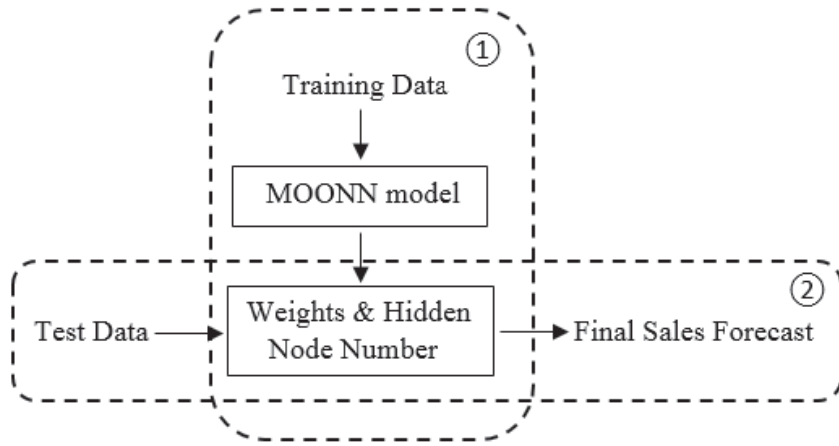 ①
Training Data
MOONN model
②
Weights & Hidden
Node Number
Test Data
Final Sales Forecast